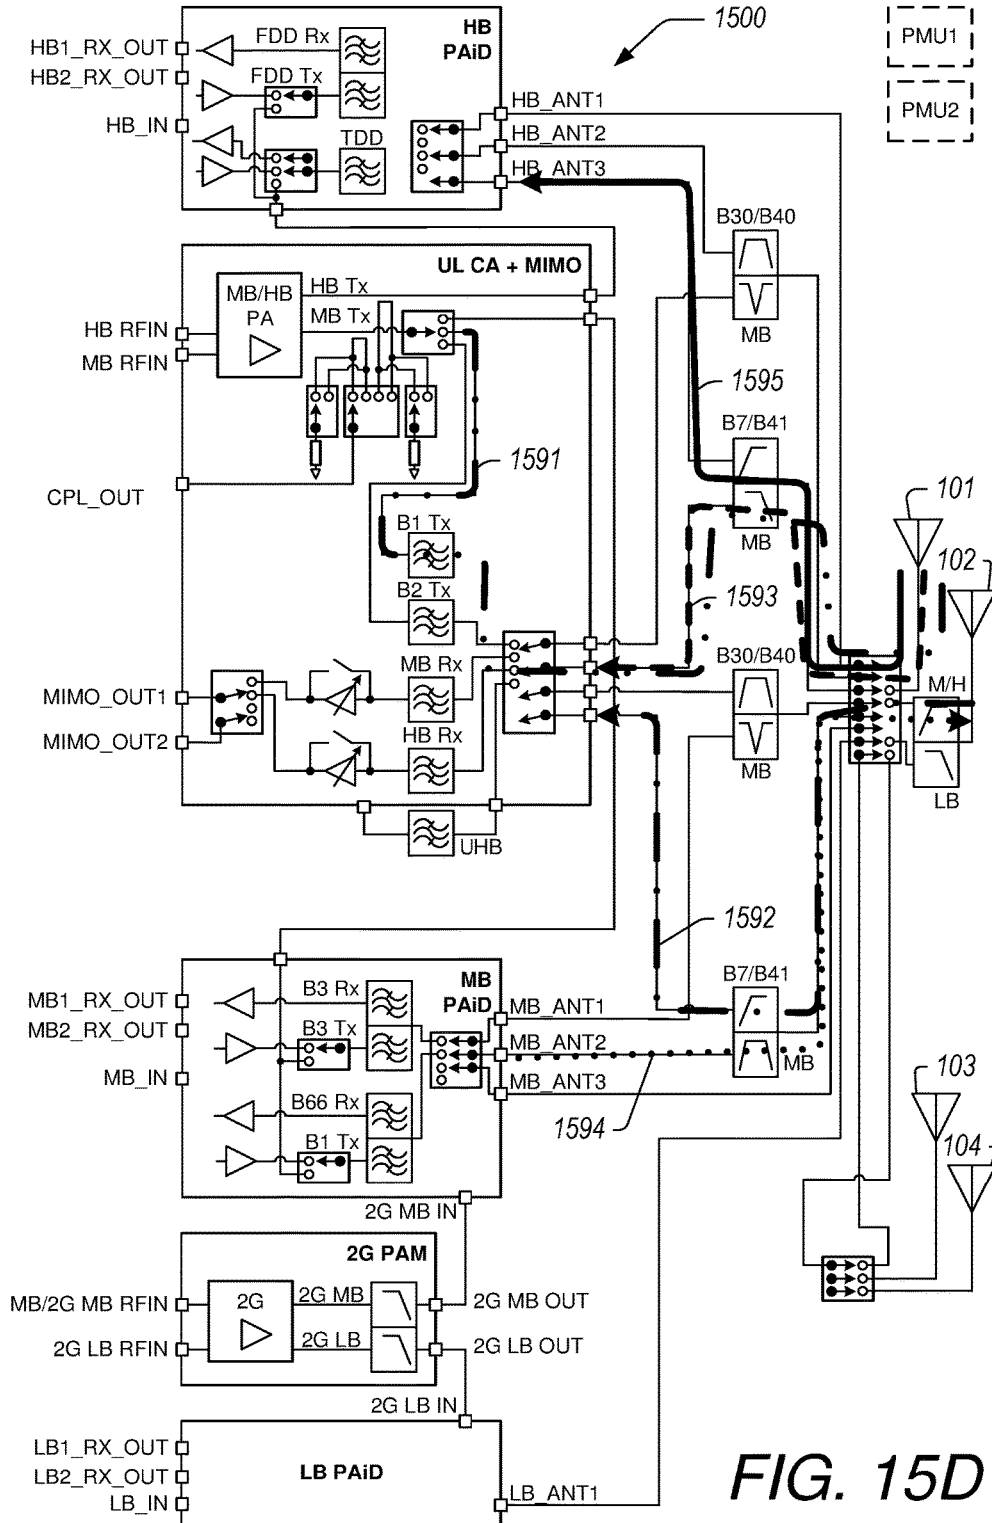 1500
PMU1
PMU2
HB
PAiD
HB1_RX_OUT
HB2_RX_OUT
HB_IN
FDD Rx
FDD Tx
TDD
HB_ANT1
HB_ANT2
HB_ANT3
B30/B40
MB
UL CA + MIMO
MB/HB
PA
HB Tx
MB Tx
HB RFIN
MB RFIN
1595
B7/B41
MB
1591
CPL_OUT
101
102
B1 Tx
B2 Tx
1593
MB Rx
HB Rx
MIMO_OUT1
MIMO_OUT2
B30/B40
MB
M/H
LB
UHB
1592
MB
PAiD
MB1_RX_OUT
MB2_RX_OUT
MB_IN
B3 Rx
B3 Tx
B66 Rx
B1 Tx
MB_ANT1
MB_ANT2
MB_ANT3
B7/B41
MB
1594
103
104
2G MB IN
2G PAM
MB/2G MB RFIN
2G LB RFIN
2G
2G MB
2G LB
2G MB OUT
2G LB OUT
2G LB IN
LB1_RX_OUT
LB2_RX_OUT
LB_IN
LB PAiD
LB_ANT1
FIG. 15D